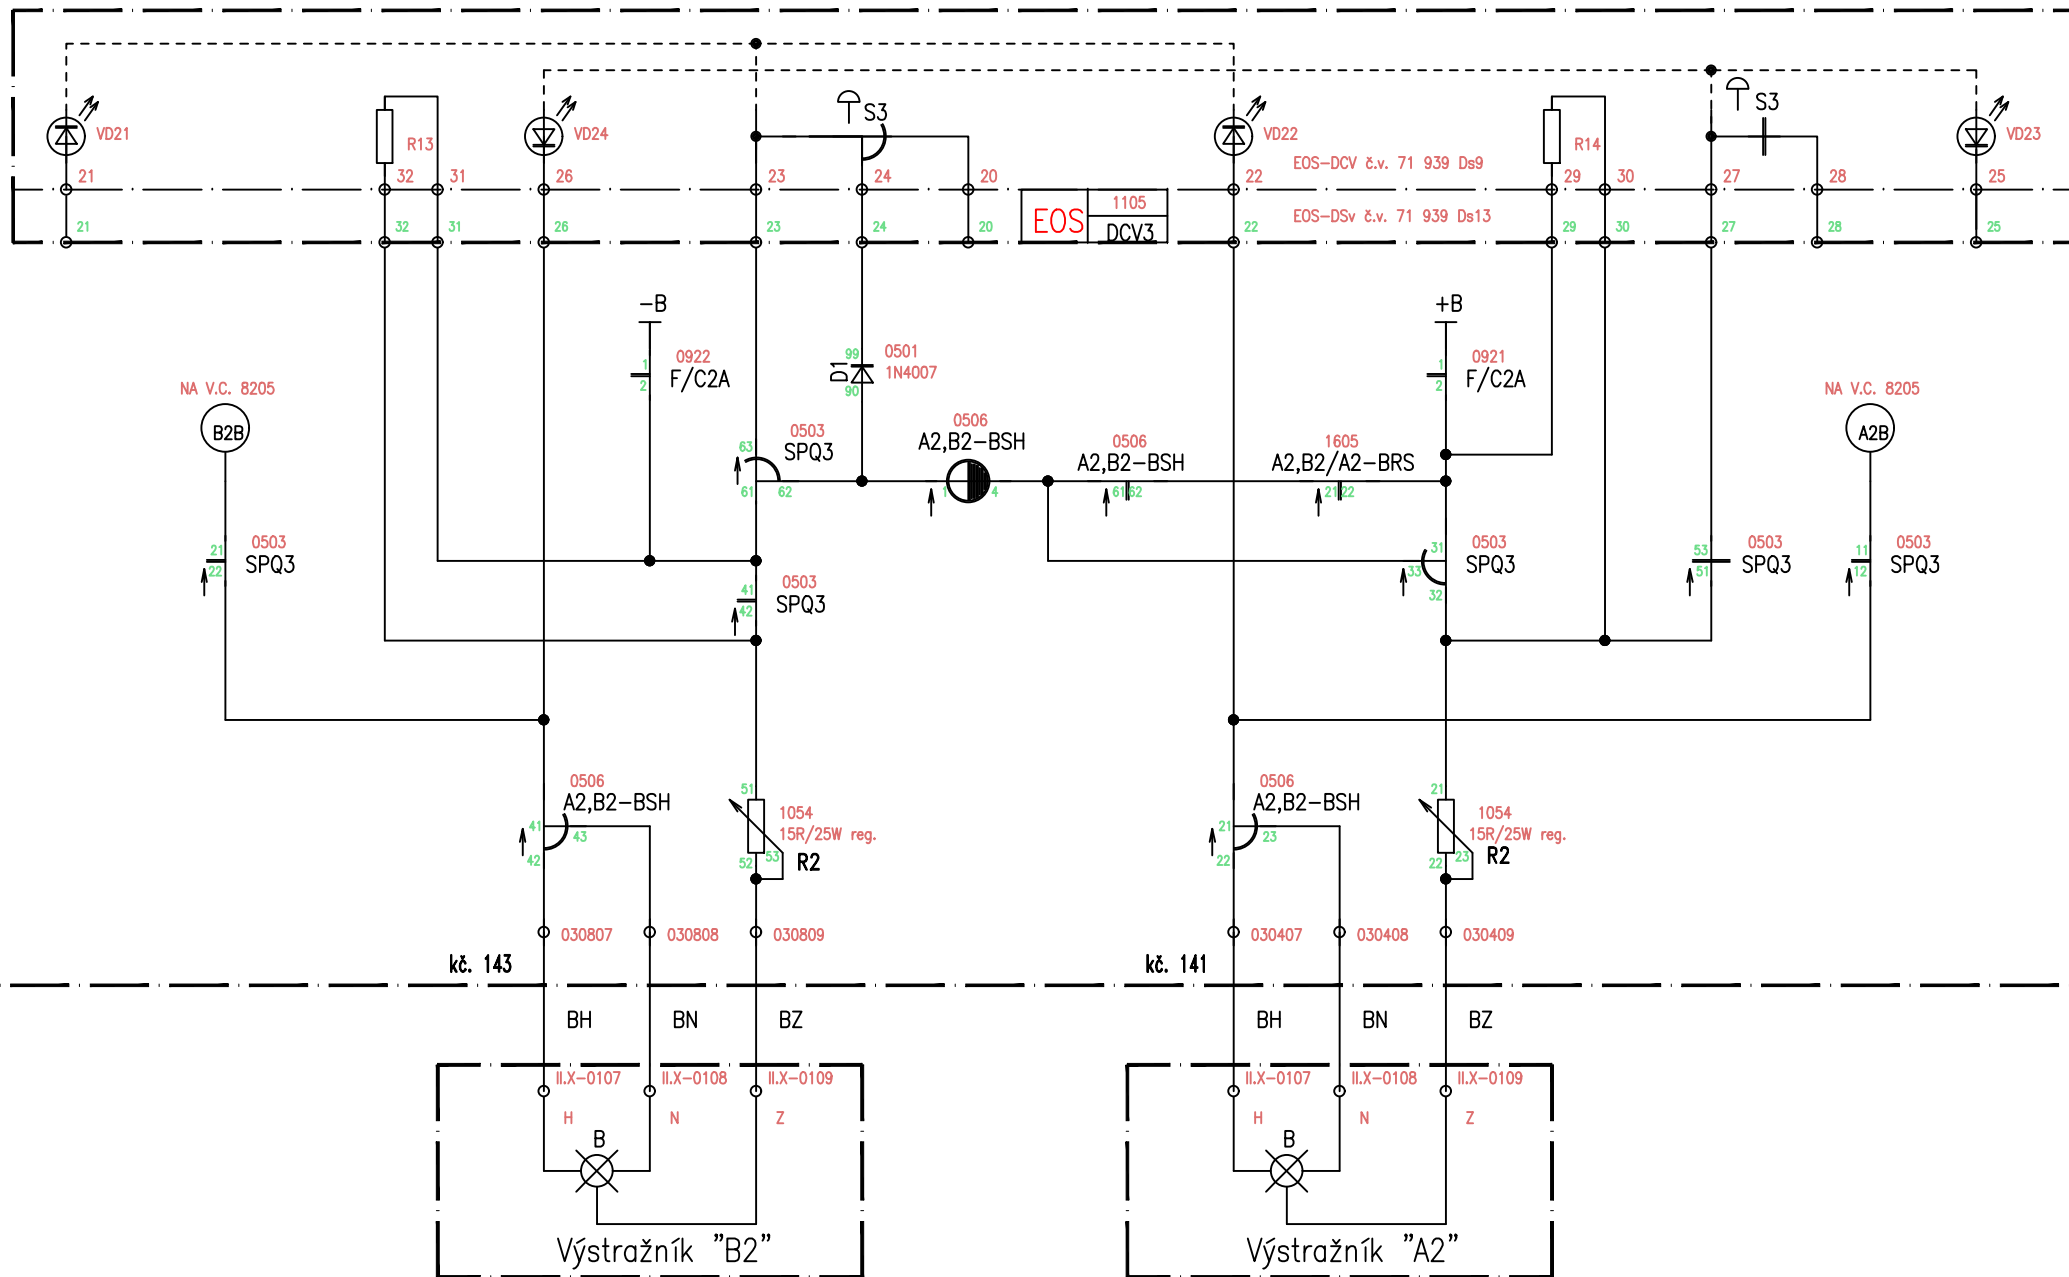 S3
S3
VD21
R13
VD24
VD22
R14
VD23
EOS-DCV č.v. 71 939 Ds9
21
32
31
26
23
24
20
22
29
30
27
28
25
EOS
1105
DCV3
EOS-DSv č.v. 71 939 Ds13
21
32
31
26
23
24
20
22
29
30
27
28
25
-B
+B
1
2
0922
F/C2A
D1
99
90
0501
1N4007
1
2
0921
F/C2A
NA V.C. 8205
B2B
NA V.C. 8205
A2B
63
61
62
0503
SPQ3
0506
A2,B2-BSH
1
4
0506
A2,B2-BSH
61
62
1605
A2,B2/A2-BRS
21
22
21
22
0503
SPQ3
41
42
0503
SPQ3
31
33
32
0503
SPQ3
53
51
0503
SPQ3
11
12
0503
SPQ3
0506
A2,B2-BSH
41
43
42
51
1054
15R/25W reg.
52
53
R2
0506
A2,B2-BSH
21
23
22
21
1054
15R/25W reg.
22
23
R2
030807
030808
030809
030407
030408
030409
kč. 143
kč. 141
BH
BN
BZ
BH
BN
BZ
II.X-0107
II.X-0108
II.X-0109
II.X-0107
II.X-0108
II.X-0109
H
N
Z
H
N
Z
B
B
Výstražník "B2"
Výstražník "A2"